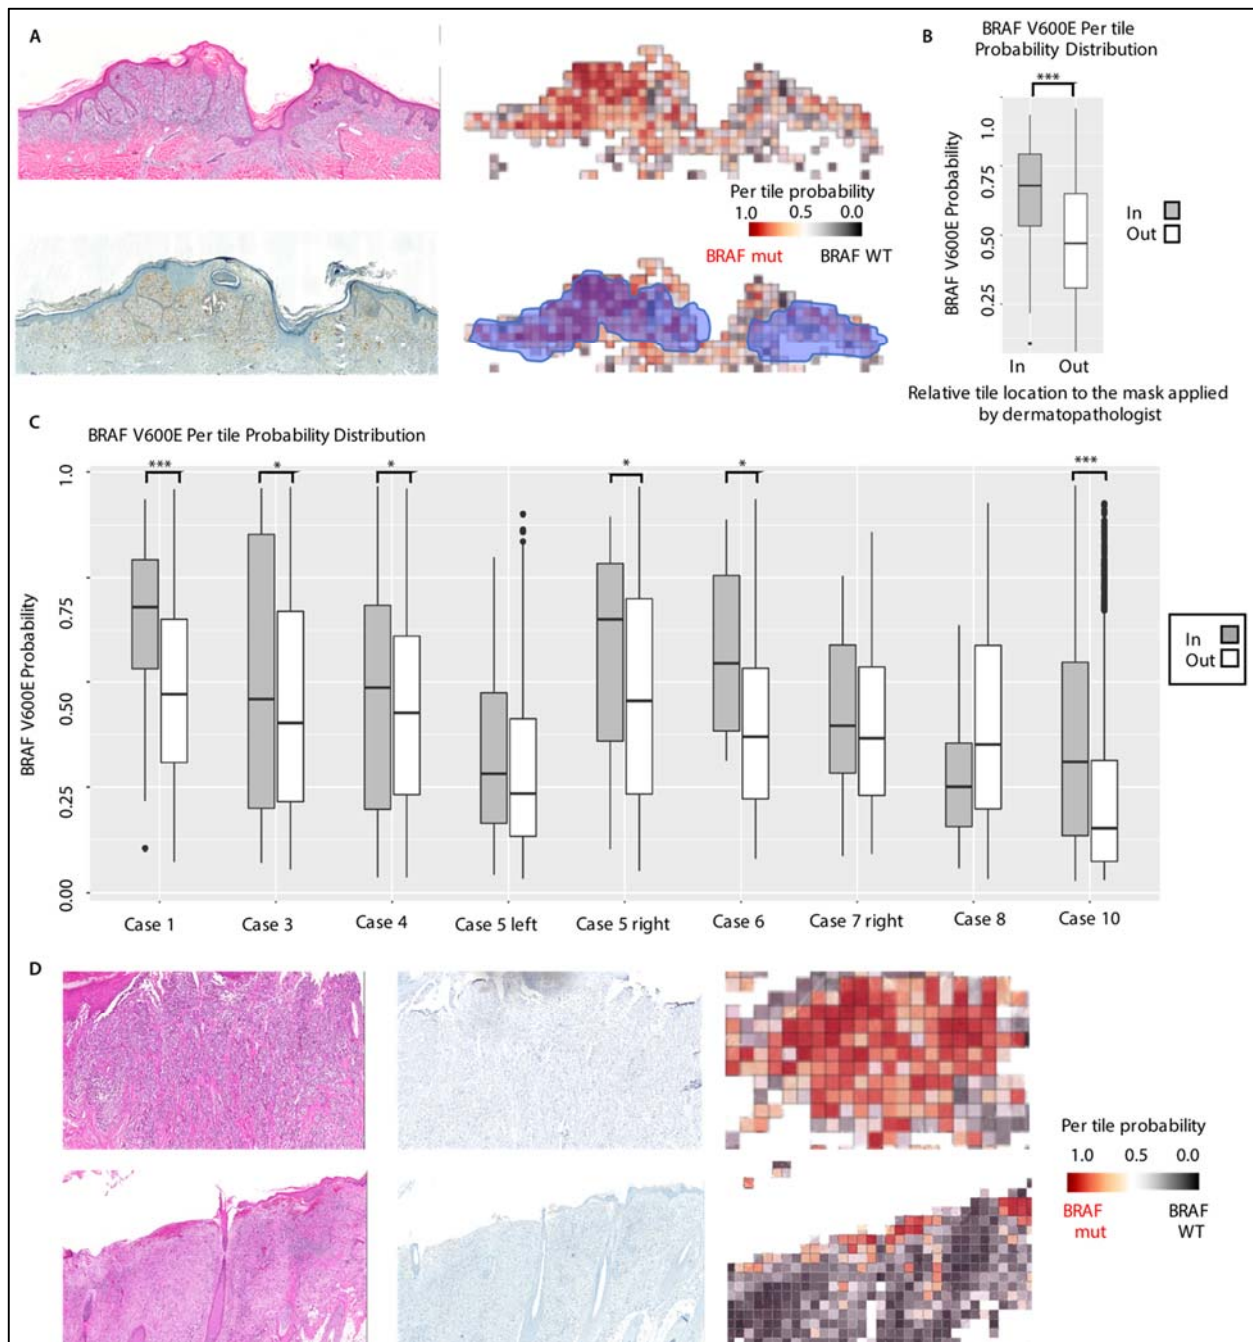 A
B
BRAF V600E Per tile
Probability Distribution
***
BRAF V600E Probability
1.0
0.75
0.50
0.25
In
Out
In
Out
Relative tile location to the mask applied
by dermatopathologist
Per tile probability
1.0 0.5 0.0
BRAF mut BRAF WT
C
BRAF V600E Per tile Probability Distribution
*** * * * * ***
BRAF V600E Probability
1.0
0.75
0.50
0.25
0.00
Case 1 Case 3 Case 4 Case 5 left Case 5 right Case 6 Case 7 right Case 8 Case 10
In
Out
D
Per tile probability
1.0 0.5 0.0
BRAF BRAF
mut WT